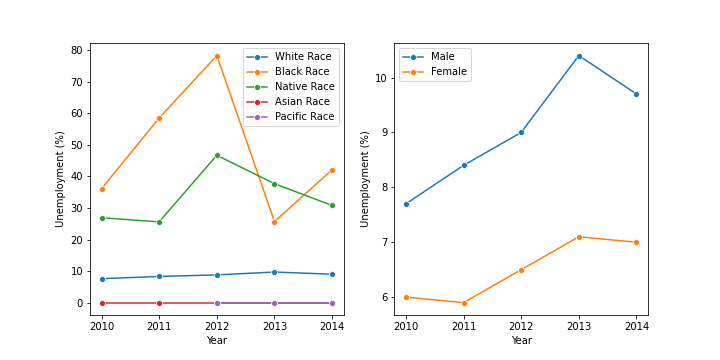 80
70
60
50
40
30
20
10
0
Unemployment (%)
White Race
Black Race
Native Race
Asian Race
Pacific Race
2010 2011 2012 2013 2014
Year
10
9
8
7
6
Unemployment (%)
Male
Female
2010 2011 2012 2013 2014
Year